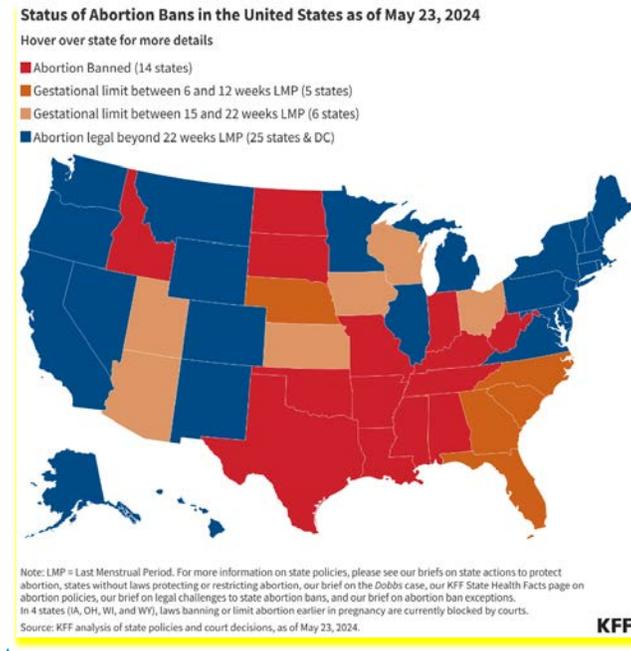 Status of Abortion Bans in the United States as of May 23, 2024
Hover over state for more details
Abortion Banned (14 states)
Gestational limit between 6 and 12 weeks LMP (5 states)
Gestational limit between 15 and 22 weeks LMP (6 states)
Abortion legal beyond 22 weeks LMP (25 states & DC)
Note: LMP = Last Menstrual Period. For more information on state policies, please see our briefs on state actions to protect
abortion, states without laws protecting or restricting abortion, our brief on the Dobbs case, our KFF State Health Facts page on
abortion policies, our brief on legal challenges to state abortion bans, and our brief on abortion ban exceptions.
In 4 states (IA, OH, WI, and WY), laws banning or limit abortion earlier in pregnancy are currently blocked by courts.
Source: KFF analysis of state policies and court decisions, as of May 23, 2024.
KFF